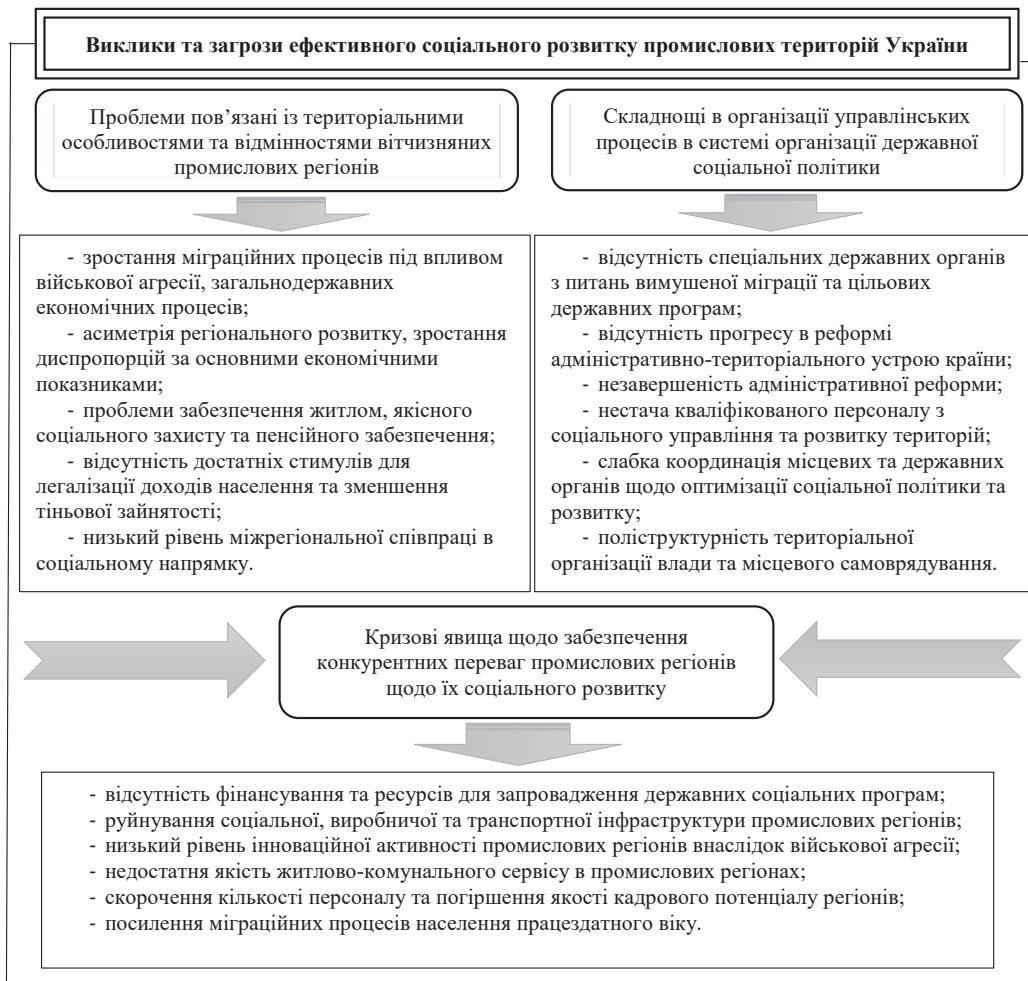 Виклики та загрози ефективного соціального розвитку промислових територій України
Проблеми пов’язані із територіальними
особливостями та відмінностями вітчизняних
промислових регіонів
Складнощі в організації управлінських
процесів в системі організації державної
соціальної політики
- зростання міграційних процесів під впливом
військової агресії, загальнодержавних
економічних процесів;
- асиметрія регіонального розвитку, зростання
диспропорцій за основними економічними
показниками;
- проблеми забезпечення житлом, якісного
соціального захисту та пенсійного забезпечення;
- відсутність достатніх стимулів для
легалізації доходів населення та зменшення
тіньової зайнятості;
- низький рівень міжрегіональної співпраці в
соціальному напрямку.
- відсутність спеціальних державних органів
з питань вимушеної міграції та цільових
державних програм;
- відсутність прогресу в реформі
адміністративно-територіального устрою країни;
- незавершеність адміністративної реформи;
- нестача кваліфікованого персоналу з
соціального управління та розвитку територій;
- слабка координація місцевих та державних
органів щодо оптимізації соціальної політики та
розвитку;
- поліструктурність територіальної
організації влади та місцевого самоврядування.
Кризові явища щодо забезпечення
конкурентних переваг промислових регіонів
щодо їх соціального розвитку
- відсутність фінансування та ресурсів для запровадження державних соціальних програм;
- руйнування соціальної, виробничої та транспортної інфраструктури промислових регіонів;
- низький рівень інноваційної активності промислових регіонів внаслідок військової агресії;
- недостатня якість житлово-комунального сервісу в промислових регіонах;
- скорочення кількості персоналу та погіршення якості кадрового потенціалу регіонів;
- посилення міграційних процесів населення працездатного віку.